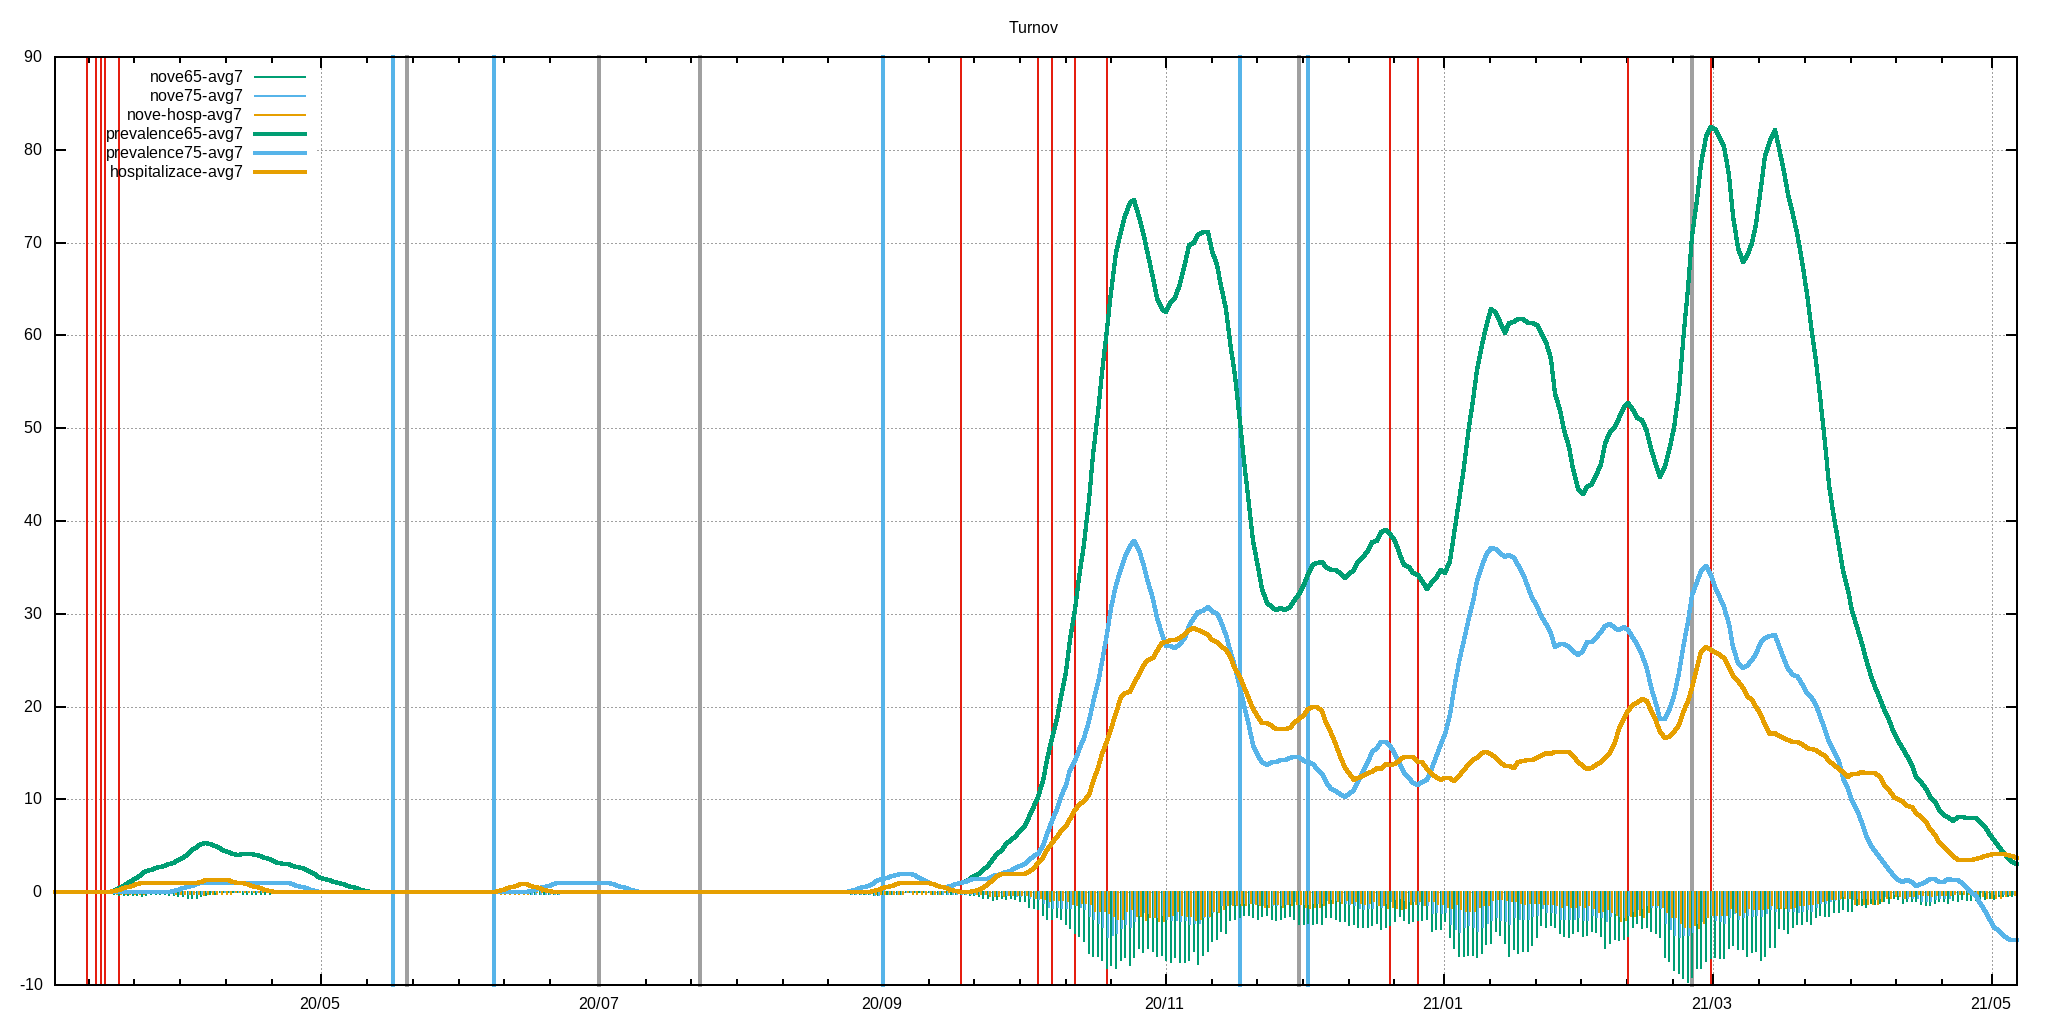 Turnov
90
80
70
60
50
40
30
20
10
0
-10
nove65-avg7
nove75-avg7
nove-hosp-avg7
prevalence65-avg7
prevalence75-avg7
hospitalizace-avg7
20/05 20/07 20/09 20/11 21/01 21/03 21/05